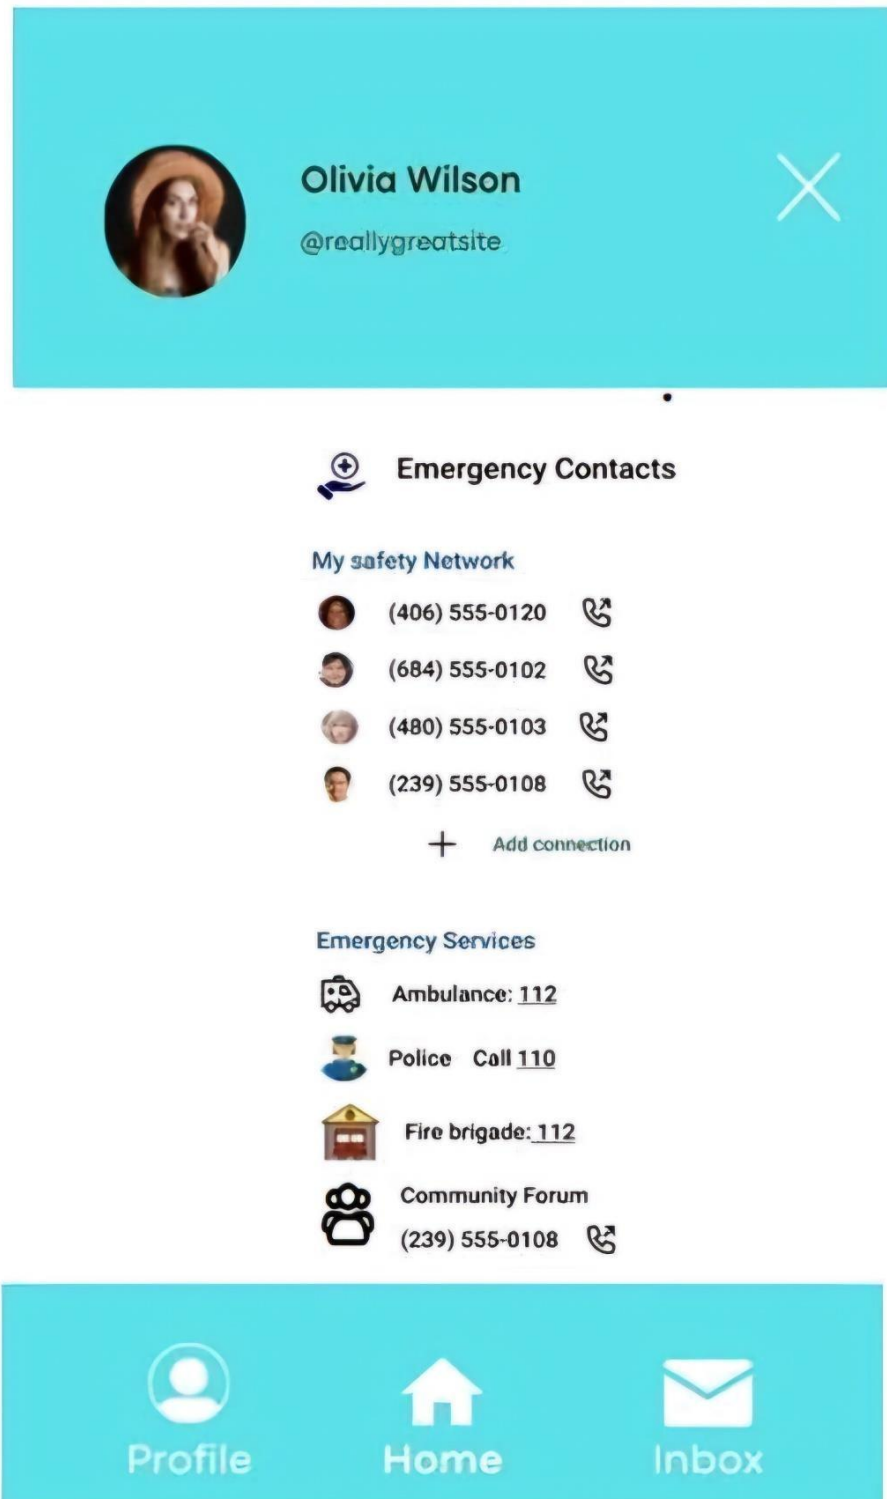 Olivia Wilson
@reallygreatsite
Emergency Contacts
My safety Network
(406) 555-0120
(684) 555-0102
(480) 555-0103
(239) 555-0108
+ Add connection
Emergency Services
Ambulance: 112
Police Call 110
Fire brigade: 112
Community Forum
(239) 555-0108
Profile Home Inbox